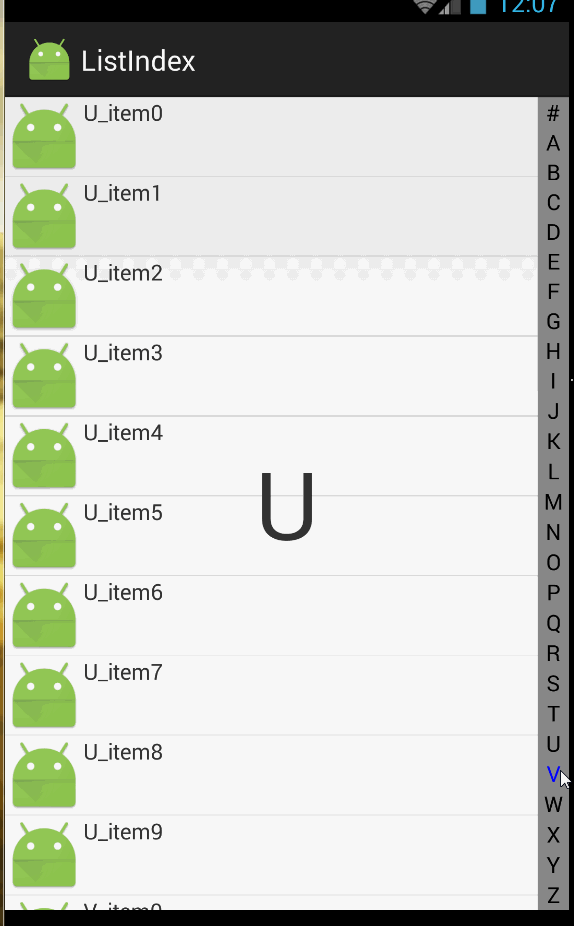 12:07
ListIndex
U_item0
U_item1
U_item2
U_item3
U_item4
U_item5
U_item6
U_item7
U_item8
U_item9
V_item0
U
#
A
B
C
D
E
F
G
H
I
J
K
L
M
N
O
P
Q
R
S
T
U
V
W
X
Y
Z